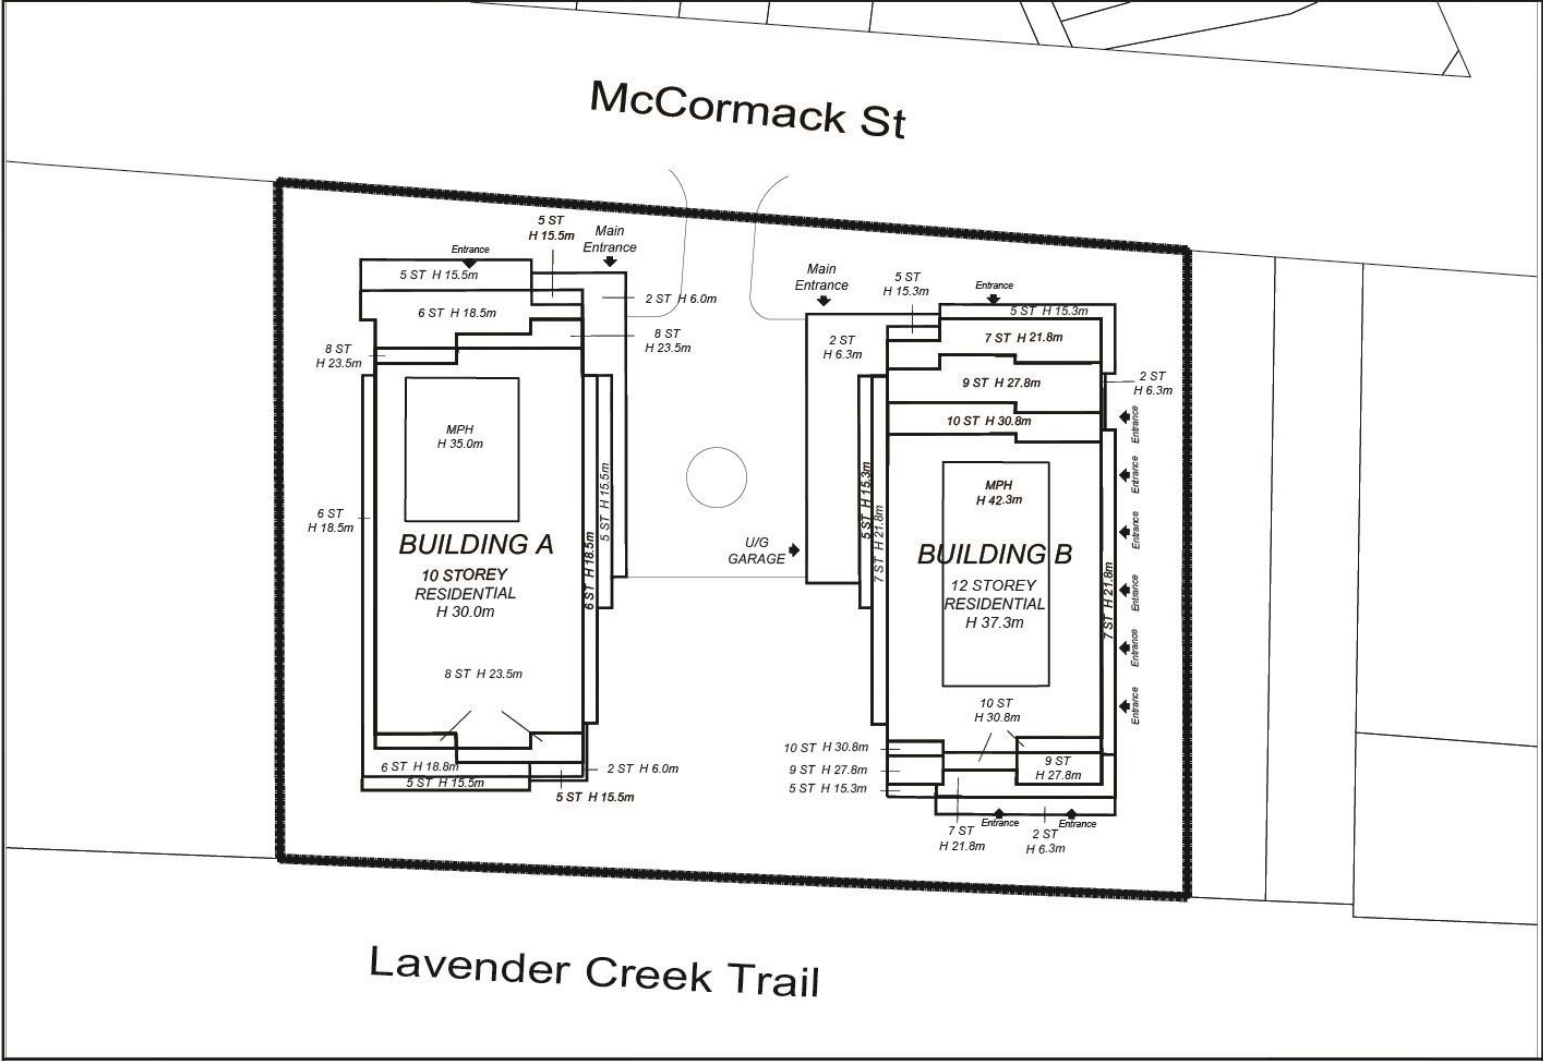 McCormack St
5 ST
H 15.5m
Main
Entrance
Entrance
5 ST H 15.5m
2 ST H 6.0m
6 ST H 18.5m
8 ST
H 23.5m
8 ST
H 23.5m
MPH
H 35.0m
5 ST H 15.5m
6 ST H 18.5m
6 ST
H 18.5m
BUILDING A
10 STOREY
RESIDENTIAL
H 30.0m
8 ST H 23.5m
6 ST H 18.8m
5 ST H 15.5m
2 ST H 6.0m
5 ST H 15.5m
Main
Entrance
5 ST
H 15.3m
Entrance
5 ST H 15.3m
2 ST
H 6.3m
7 ST H 21.8m
9 ST H 27.8m
2 ST
H 6.3m
10 ST H 30.8m
Entrance
Entrance
Entrance
Entrance
Entrance
Entrance
MPH
H 42.3m
5 ST H 15.3m
7 ST H 21.8m
U/G
GARAGE
BUILDING B
12 STOREY
RESIDENTIAL
H 37.3m
7 ST H 21.8m
10 ST
H 30.8m
10 ST H 30.8m
9 ST H 27.8m
5 ST H 15.3m
9 ST
H 27.8m
7 ST
H 21.8m
Entrance
2 ST
H 6.3m
Entrance
Lavender Creek Trail